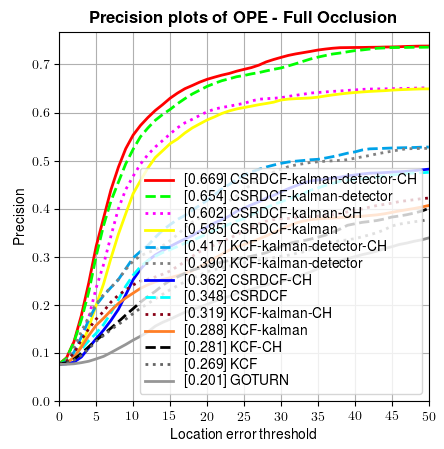 Precision plots of OPE - Full Occlusion
Precision
0.7
0.6
0.5
0.4
0.3
0.2
0.1
0.0
[0.669] CSRDCF-kalman-detector-CH
[0.654] CSRDCF-kalman-detector
[0.602] CSRDCF-kalman-CH
[0.585] CSRDCF-kalman
[0.417] KCF-kalman-detector-CH
[0.390] KCF-kalman-detector
[0.362] CSRDCF-CH
[0.348] CSRDCF
[0.319] KCF-kalman-CH
[0.288] KCF-kalman
[0.281] KCF-CH
[0.269] KCF
[0.201] GOTURN
0 5 10 15 20 25 30 35 40 45 50
Location error threshold